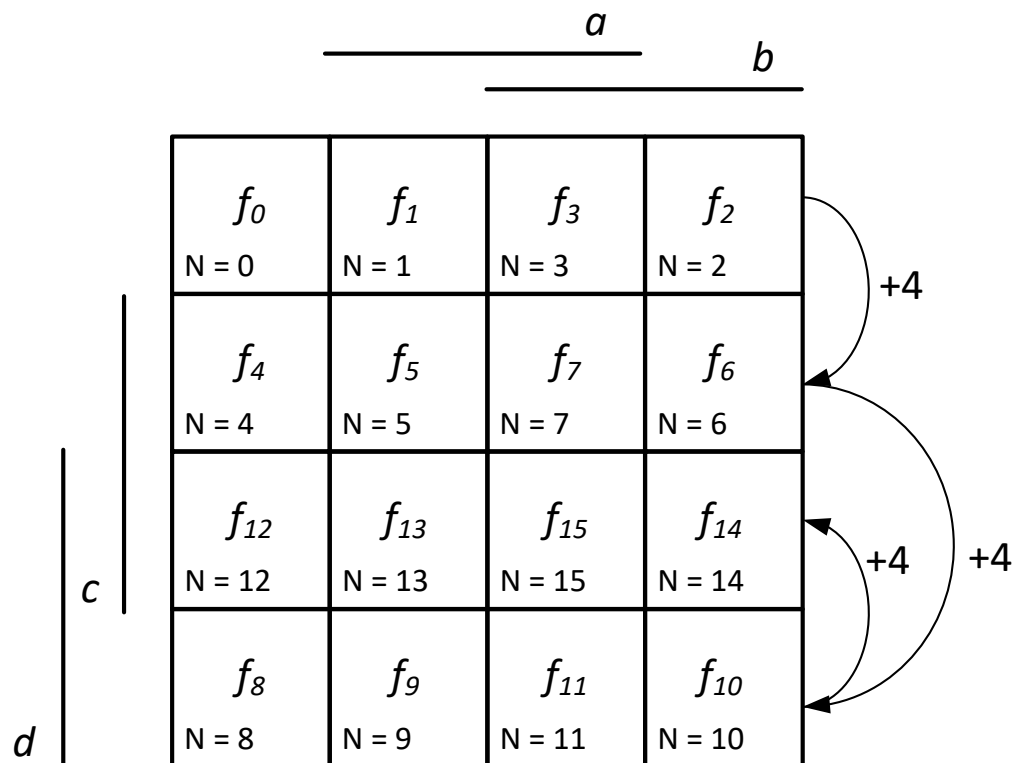 a
b
f0 f1 f3 f2
N = 0 N = 1 N = 3 N = 2
+4
f4 f5 f7 f6
N = 4 N = 5 N = 7 N = 6
f12 f13 f15 f14
+4 +4
N = 12 N = 13 N = 15 N = 14
c
f8 f9 f11 f10
N = 8 N = 9 N = 11 N = 10
d